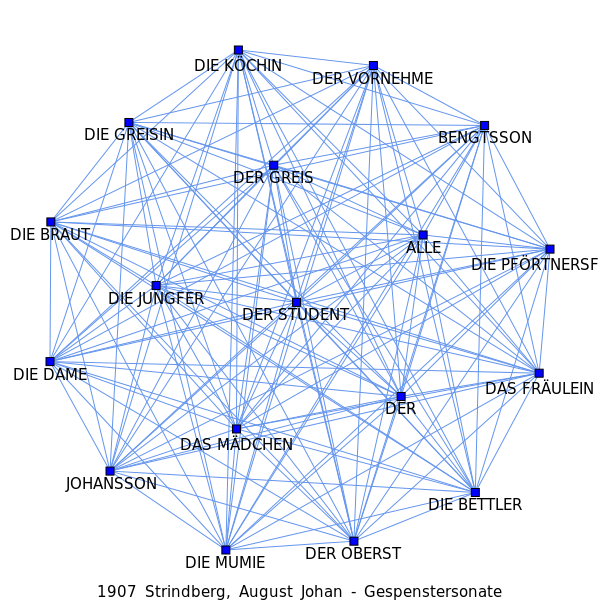 DIE KÖCHIN
DER VORNEHME
DIE GREISIN
BENGTSSON
DER GREIS
DIE BRAUT
ALLE
DIE PFÖRTNERSF
DIE JUNGFER
DER STUDENT
DIE DAME
DAS FRÄULEIN
DER
DAS MÄDCHEN
JOHANSSON
DIE BETTLER
DIE MUMIE
DER OBERST
1907 Strindberg, August Johan - Gespenstersonate